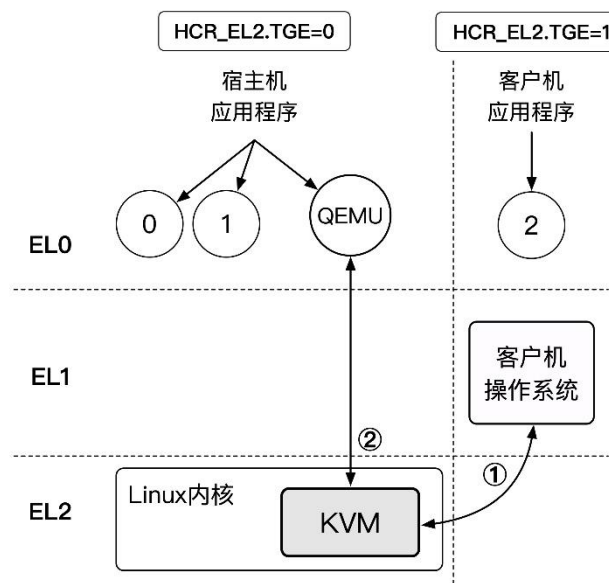 HCR_EL2.TGE=0
HCR_EL2.TGE=1
宿主机
应用程序
客户机
应用程序
0
1
QEMU
2
EL0
EL1
客户机
操作系统
②
①
EL2
Linux内核
KVM